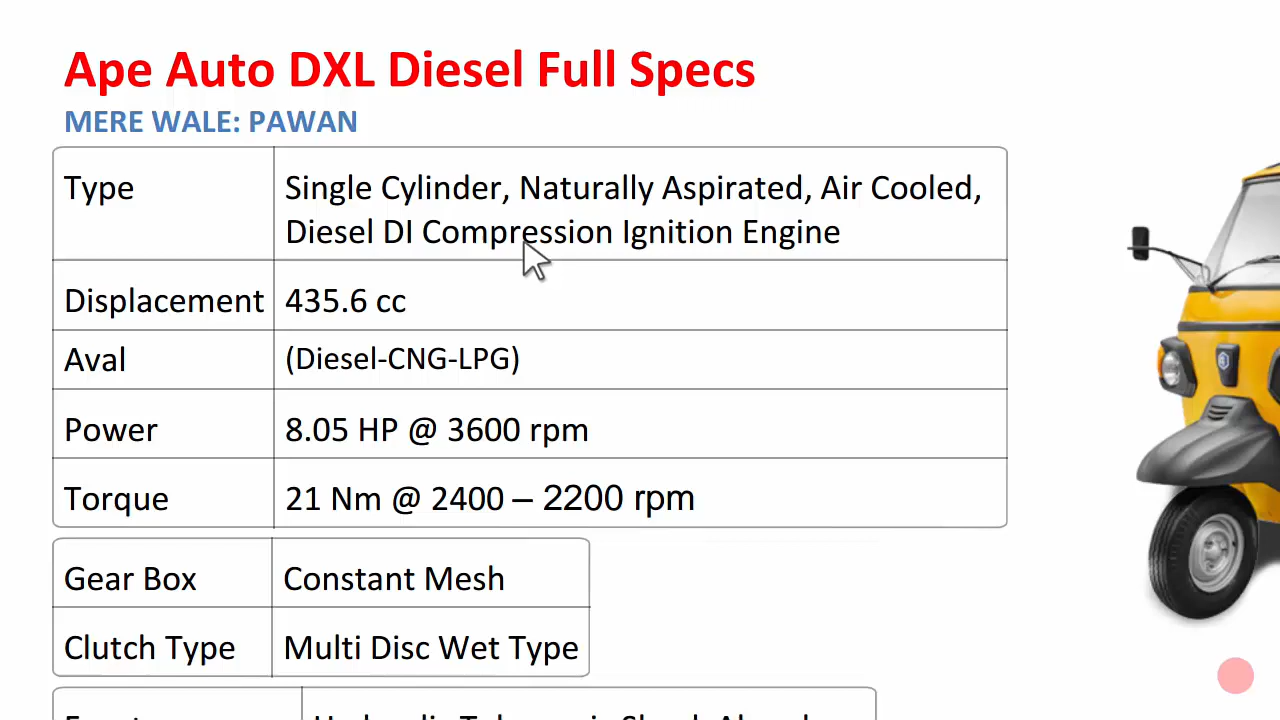 Ape Auto DXL Diesel Full Specs
MERE WALE: PAWAN
Type Single Cylinder, Naturally Aspirated, Air Cooled,
Diesel DI Compression Ignition Engine
Displacement 435.6 cc
Aval (Diesel-CNG-LPG)
Power 8.05 HP @ 3600 rpm
Torque 21 Nm @ 2400 – 2200 rpm
Gear Box Constant Mesh
Clutch Type Multi Disc Wet Type